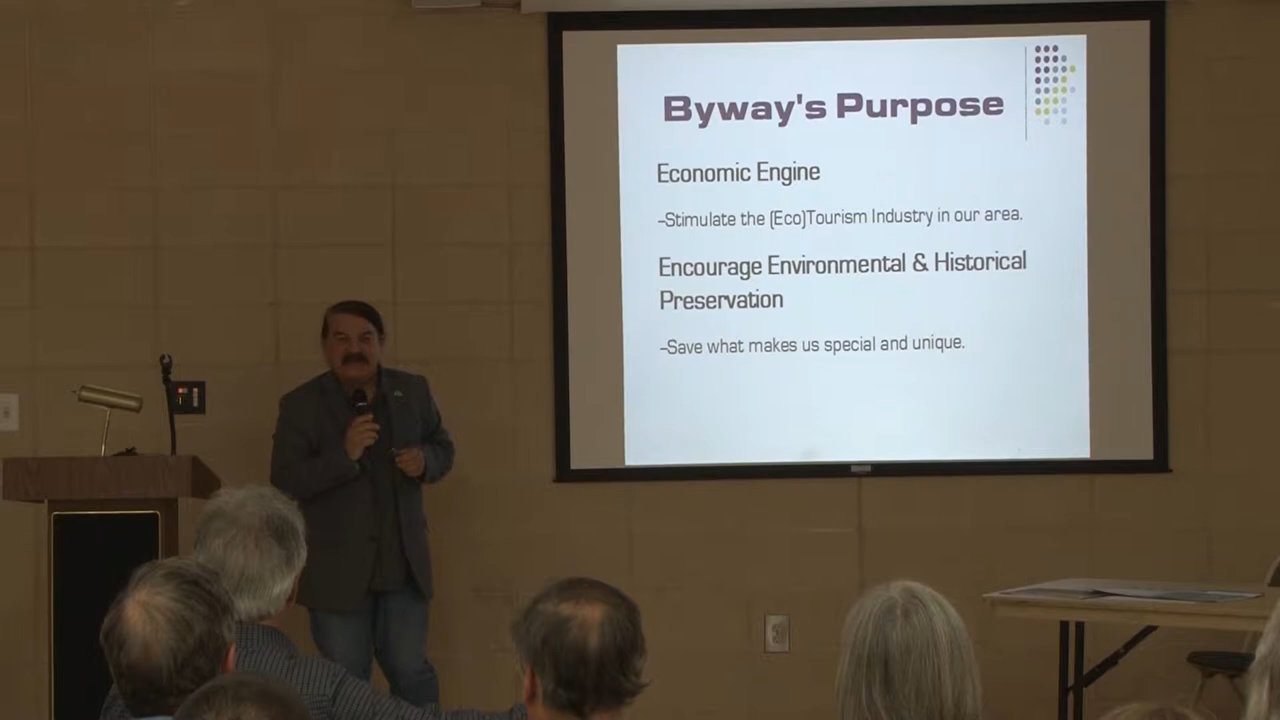 Byway's Purpose
Economic Engine
–Stimulate the (Eco)Tourism Industry in our area.
Encourage Environmental & Historical
Preservation
–Save what makes us special and unique.